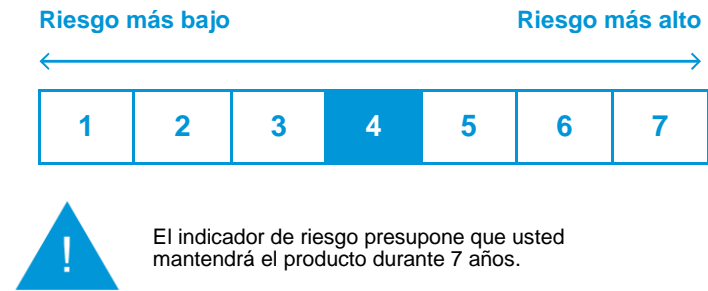 Riesgo más bajo Riesgo más alto
1 2 3 4 5 6 7
!
El indicador de riesgo presupone que usted
mantendrá el producto durante 7 años.